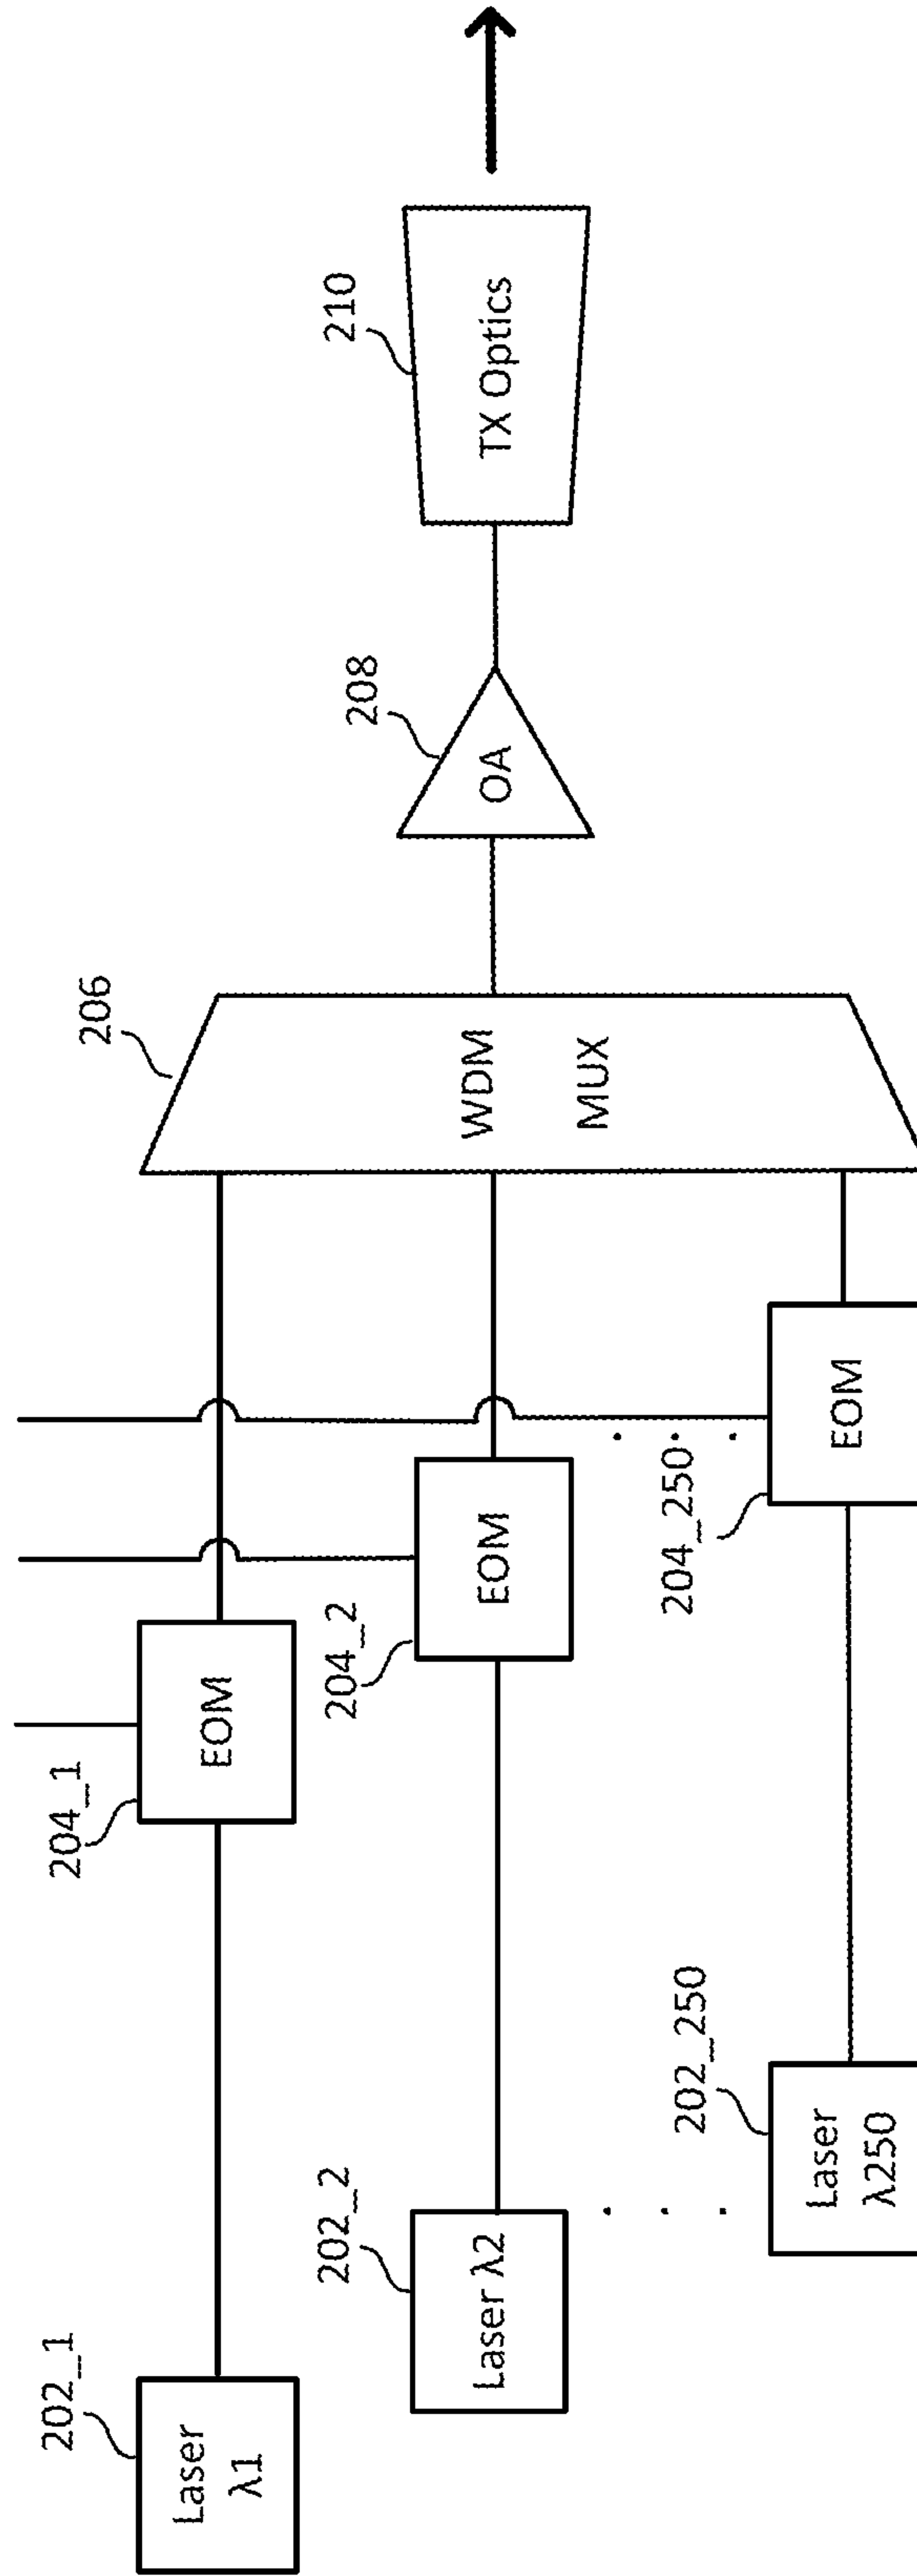 202_1
Laser
λ1
204_1
EOM
202_2
Laser λ2
204_2
EOM
202_250
Laser
λ250
204_250
EOM
206
WDM
MUX
208
OA
210
TX Optics